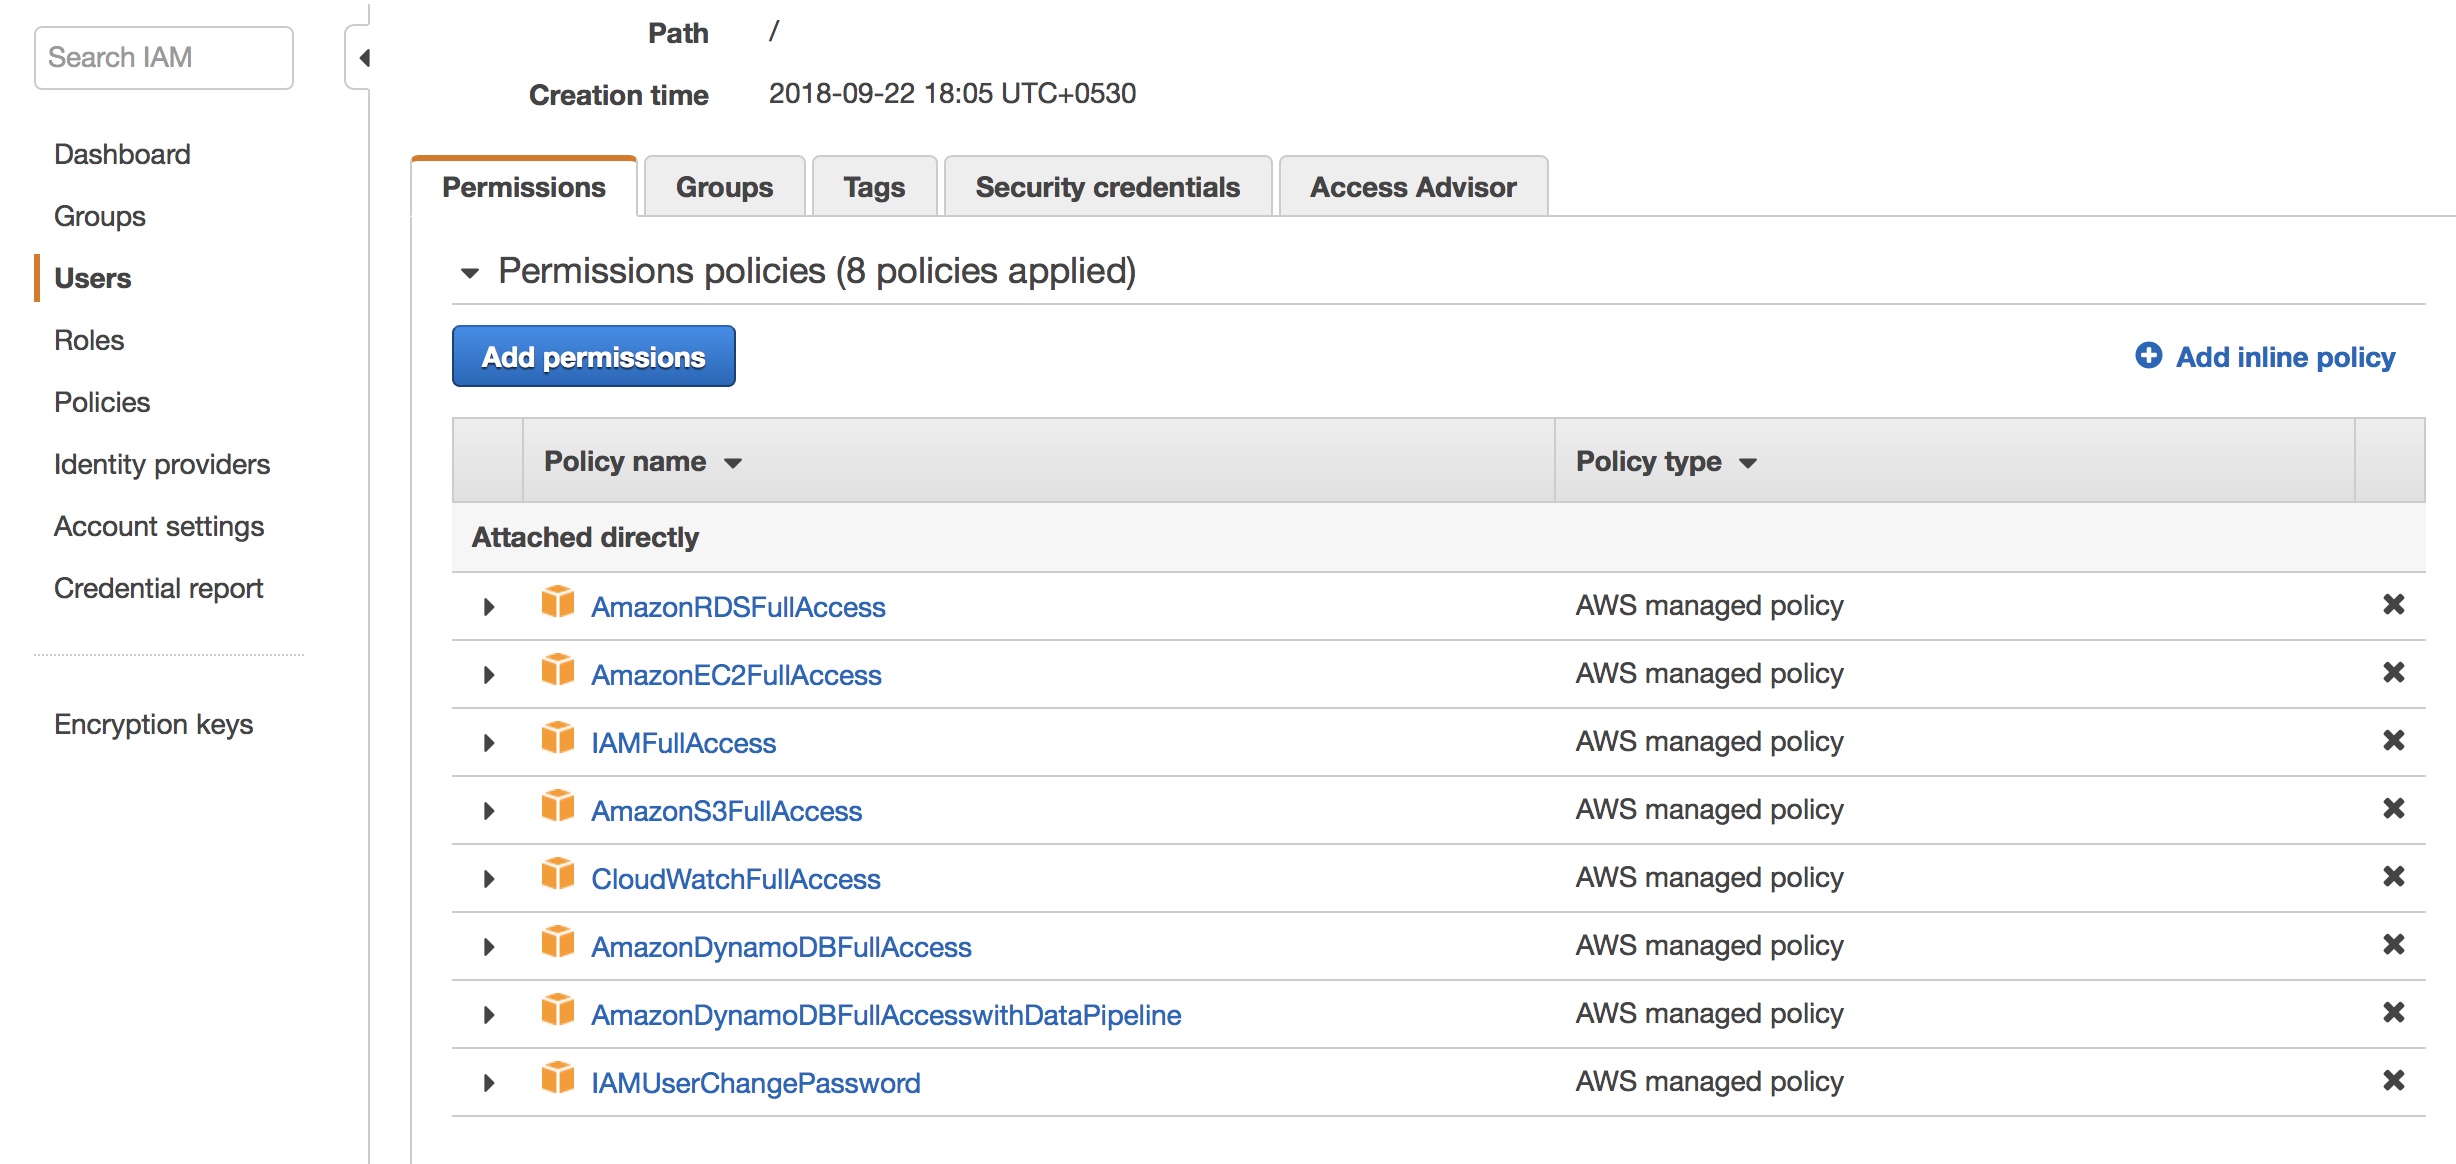 Search IAM
Dashboard
Groups
Users
Roles
Policies
Identity providers
Account settings
Credential report
Encryption keys
Path /
Creation time 2018-09-22 18:05 UTC+0530
Permissions Groups Tags Security credentials Access Advisor
Permissions policies (8 policies applied)
Add permissions Add inline policy
Policy name Policy type
Attached directly
AmazonRDSFullAccess AWS managed policy
AmazonEC2FullAccess AWS managed policy
IAMFullAccess AWS managed policy
AmazonS3FullAccess AWS managed policy
CloudWatchFullAccess AWS managed policy
AmazonDynamoDBFullAccess AWS managed policy
AmazonDynamoDBFullAccesswithDataPipeline AWS managed policy
IAMUserChangePassword AWS managed policy